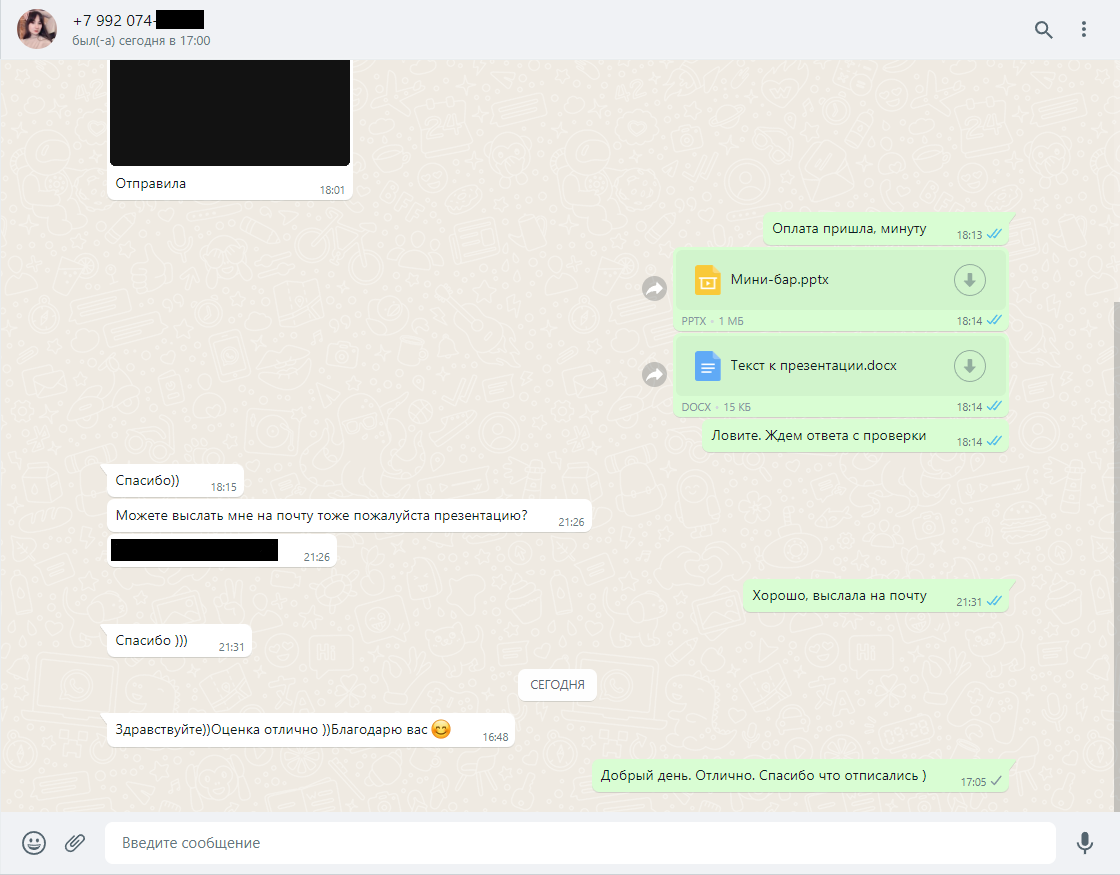 +7 992 074-
был(-а) сегодня в 17:00
Отправила
18:01
Оплата пришла, минуту
18:13
Мини-бар.pptx
PPTX • 1 МБ
18:14
Текст к презентации.docx
DOCX • 15 КБ
18:14
Ловите. Ждем ответа с проверки
18:14
Спасибо))
18:15
Можете выслать мне на почту тоже пожалуйста презентацию?
21:26
21:26
Хорошо, выслала на почту
21:31
Спасибо )))
21:31
СЕГОДНЯ
Здравствуйте))Оценка отлично ))Благодарю вас 😊
16:48
Добрый день. Отлично. Спасибо что отписались )
17:05
Введите сообщение